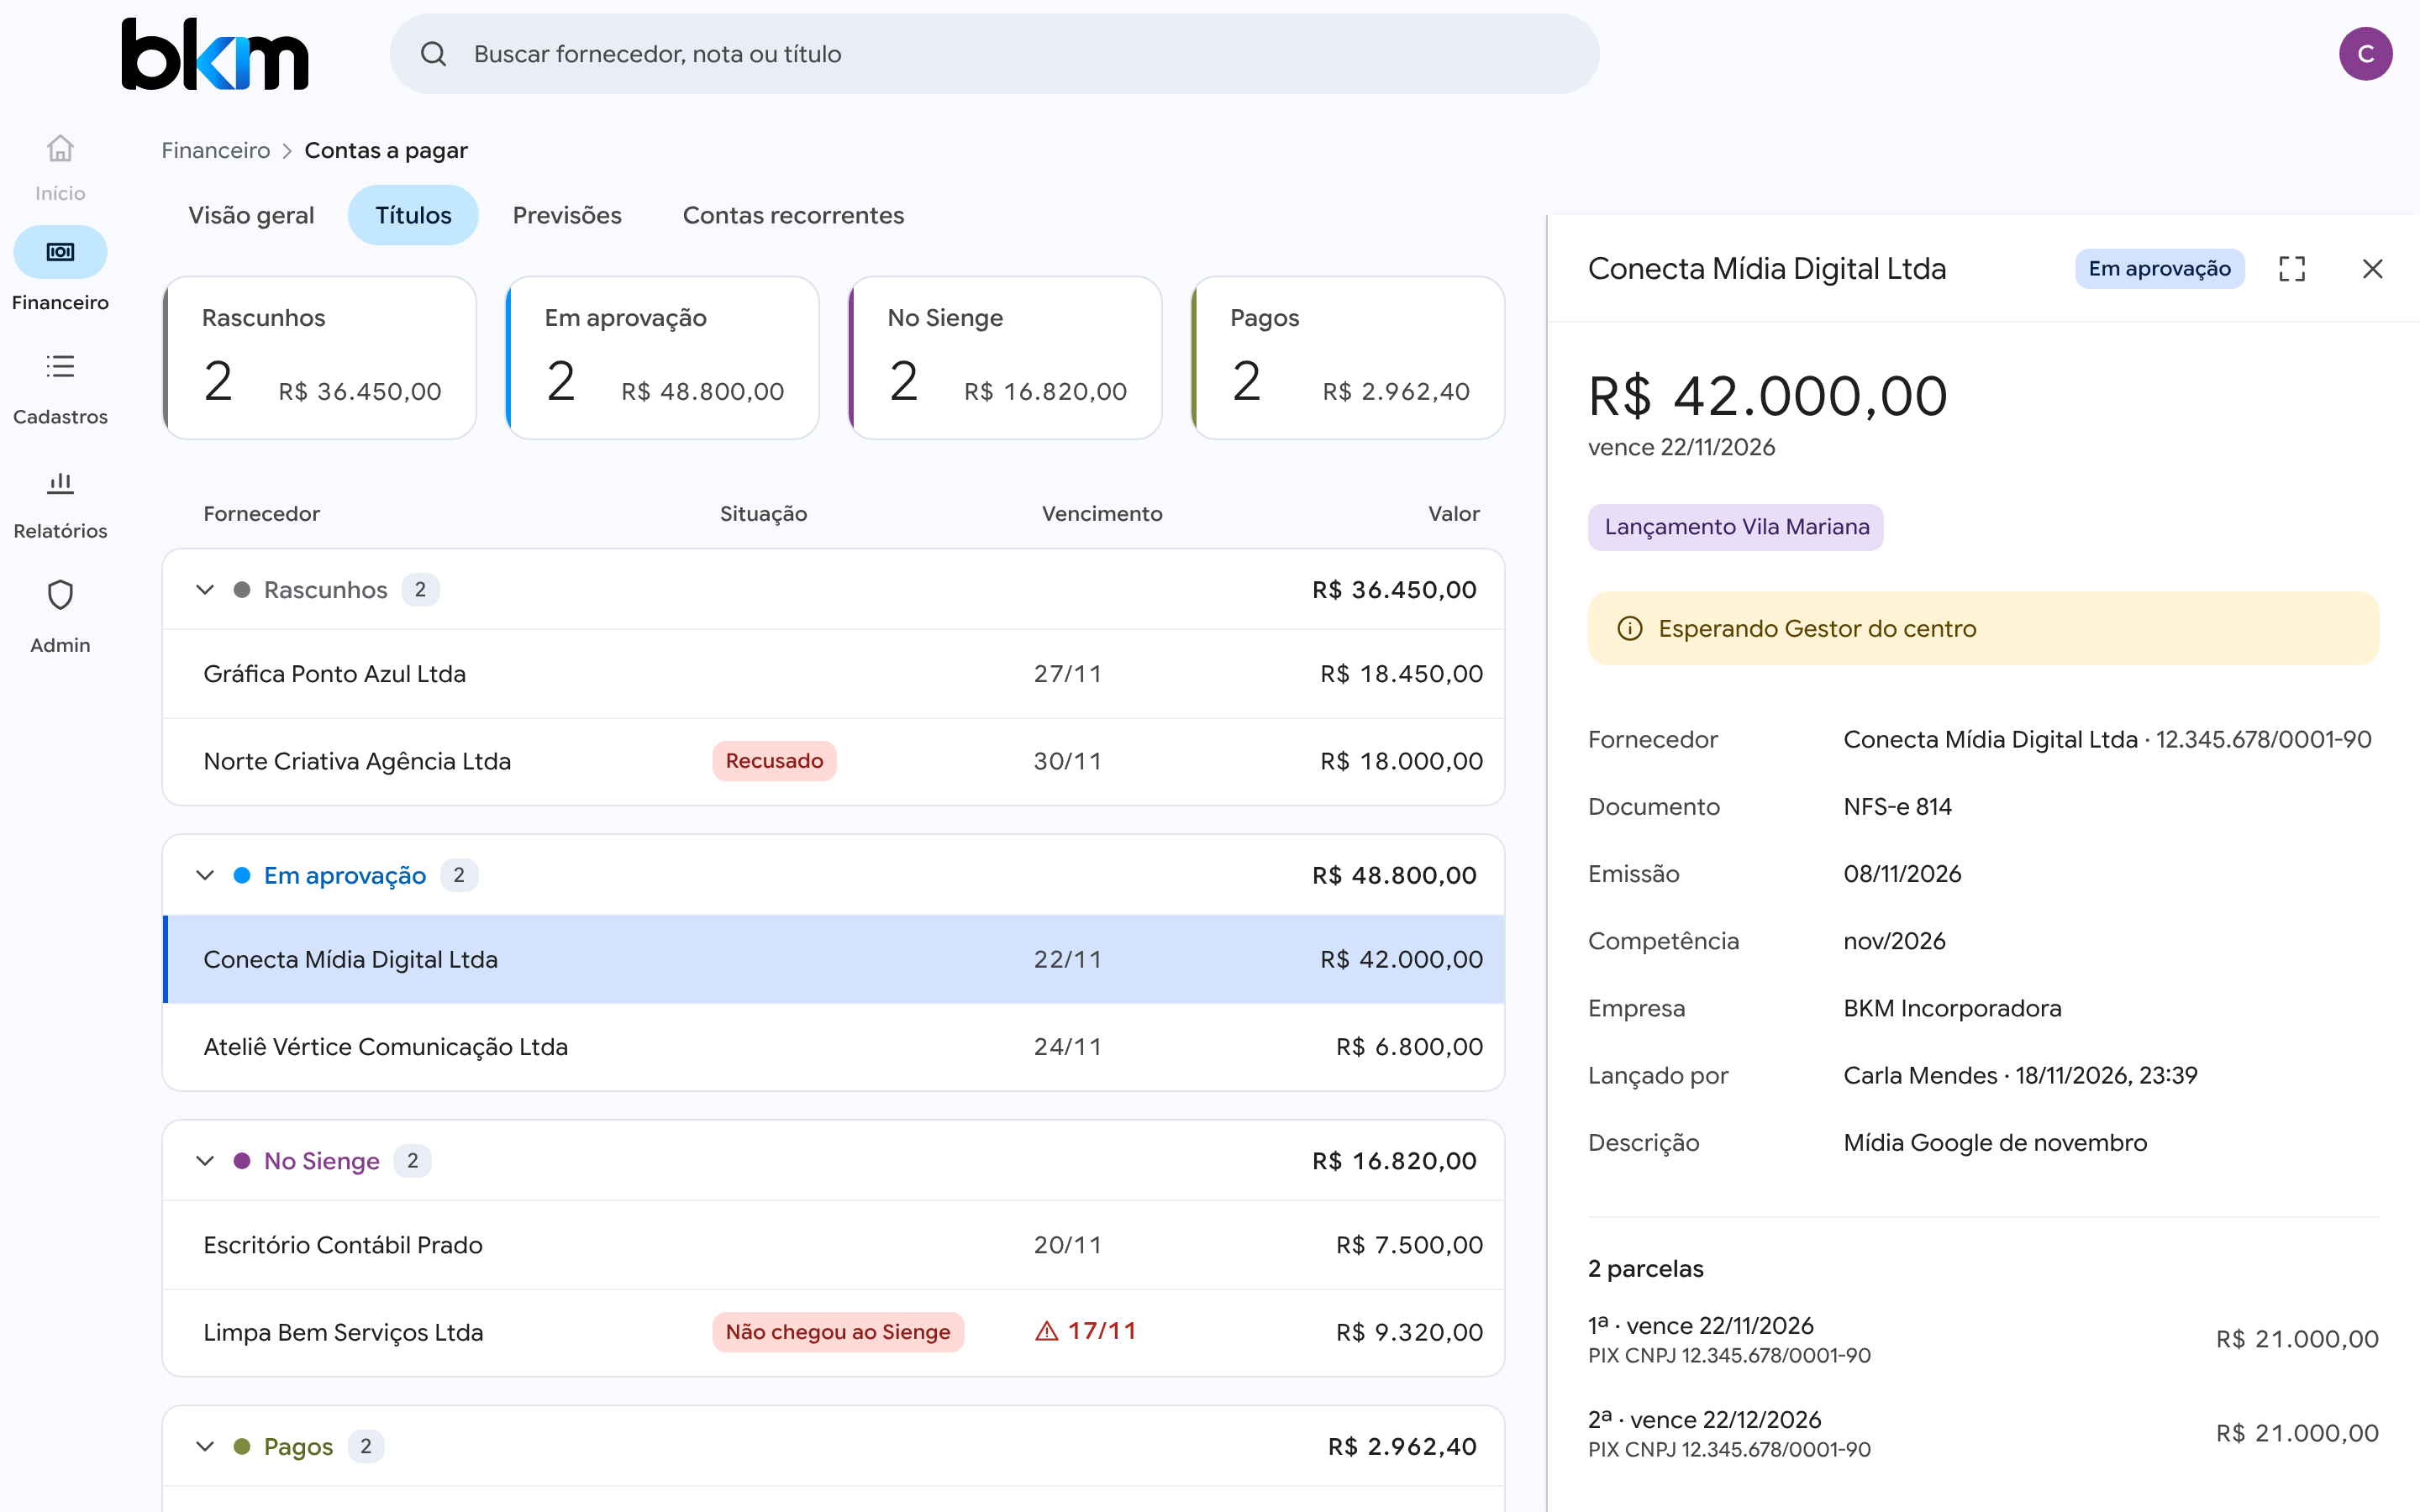 bkm
Buscar fornecedor, nota ou título
C
Início
Financeiro
Cadastros
Relatórios
Admin
Financeiro > Contas a pagar
Visão geral Títulos Previsões Contas recorrentes
Rascunhos
2 R$ 36.450,00
Em aprovação
2 R$ 48.800,00
No Sienge
2 R$ 16.820,00
Pagos
2 R$ 2.962,40
Fornecedor Situação Vencimento Valor
Rascunhos 2 R$ 36.450,00
Gráfica Ponto Azul Ltda 27/11 R$ 18.450,00
Norte Criativa Agência Ltda Recusado 30/11 R$ 18.000,00
Em aprovação 2 R$ 48.800,00
Conecta Mídia Digital Ltda 22/11 R$ 42.000,00
Ateliê Vértice Comunicação Ltda 24/11 R$ 6.800,00
No Sienge 2 R$ 16.820,00
Escritório Contábil Prado 20/11 R$ 7.500,00
Limpa Bem Serviços Ltda Não chegou ao Sienge 17/11 R$ 9.320,00
Pagos 2 R$ 2.962,40
Conecta Mídia Digital Ltda Em aprovação
R$ 42.000,00
vence 22/11/2026
Lançamento Vila Mariana
Esperando Gestor do centro
Fornecedor Conecta Mídia Digital Ltda · 12.345.678/0001-90
Documento NFS-e 814
Emissão 08/11/2026
Competência nov/2026
Empresa BKM Incorporadora
Lançado por Carla Mendes · 18/11/2026, 23:39
Descrição Mídia Google de novembro
2 parcelas
1ª · vence 22/11/2026 R$ 21.000,00
PIX CNPJ 12.345.678/0001-90
2ª · vence 22/12/2026 R$ 21.000,00
PIX CNPJ 12.345.678/0001-90